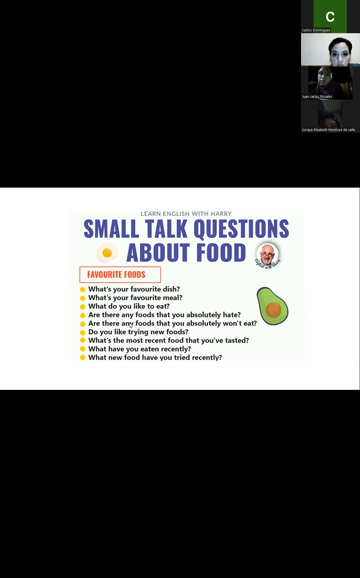 C
Carlos Dominguez
Juan carlos Rosales
LEARN ENGLISH WITH HARRY
SMALL TALK QUESTIONS
ABOUT FOOD
FAVOURITE FOODS
What's your favourite dish?
What's your favourite meal?
What do you like to eat?
Are there any foods that you absolutely hate?
Are there any foods that you absolutely won't eat?
Do you like trying new foods?
What's the most recent food that you've tasted?
What have you eaten recently?
What new food have you tried recently?